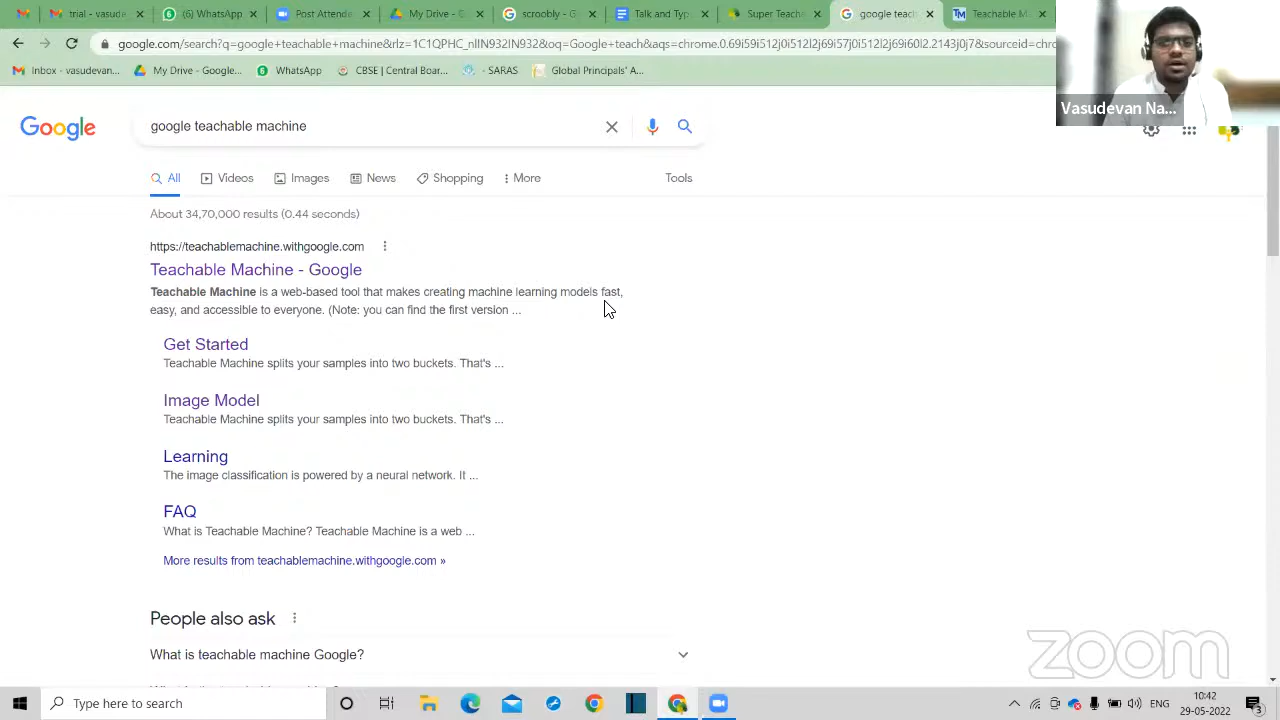 trial - vasudev
(5) WhatsApp
Post Attende
My Drive - G
scroobly - G
Talk and Typ
Super Teach
google teach
Teachable M
google.com/search?q=google+teachable+machine&rlz=1C1QPHC_nIIN932IN932&oq=Google+teach&aqs=chrome.0.69i59i512j0i512l2j69i57j0i512l2j69i60l2.2143j0j7&sourceid=chro
Inbox - vasudevan...
My Drive - Google...
WhatsApp
CBSE | Central Boar...
- SARAS
Global Principals' A...
Vasudevan Na...
Google
google teachable machine
All
Videos
Images
News
Shopping
More
Tools
About 34,70,000 results (0.44 seconds)
https://teachablemachine.withgoogle.com
Teachable Machine - Google
Teachable Machine is a web-based tool that makes creating machine learning models fast,
easy, and accessible to everyone. (Note: you can find the first version ...
Get Started
Teachable Machine splits your samples into two buckets. That's ...
Image Model
Teachable Machine splits your samples into two buckets. That's ...
Learning
The image classification is powered by a neural network. It ...
FAQ
What is Teachable Machine? Teachable Machine is a web ...
More results from teachablemachine.withgoogle.com »
People also ask
What is teachable machine Google?
zoom
Type here to search
ENG
10:42
29-05-2022
3